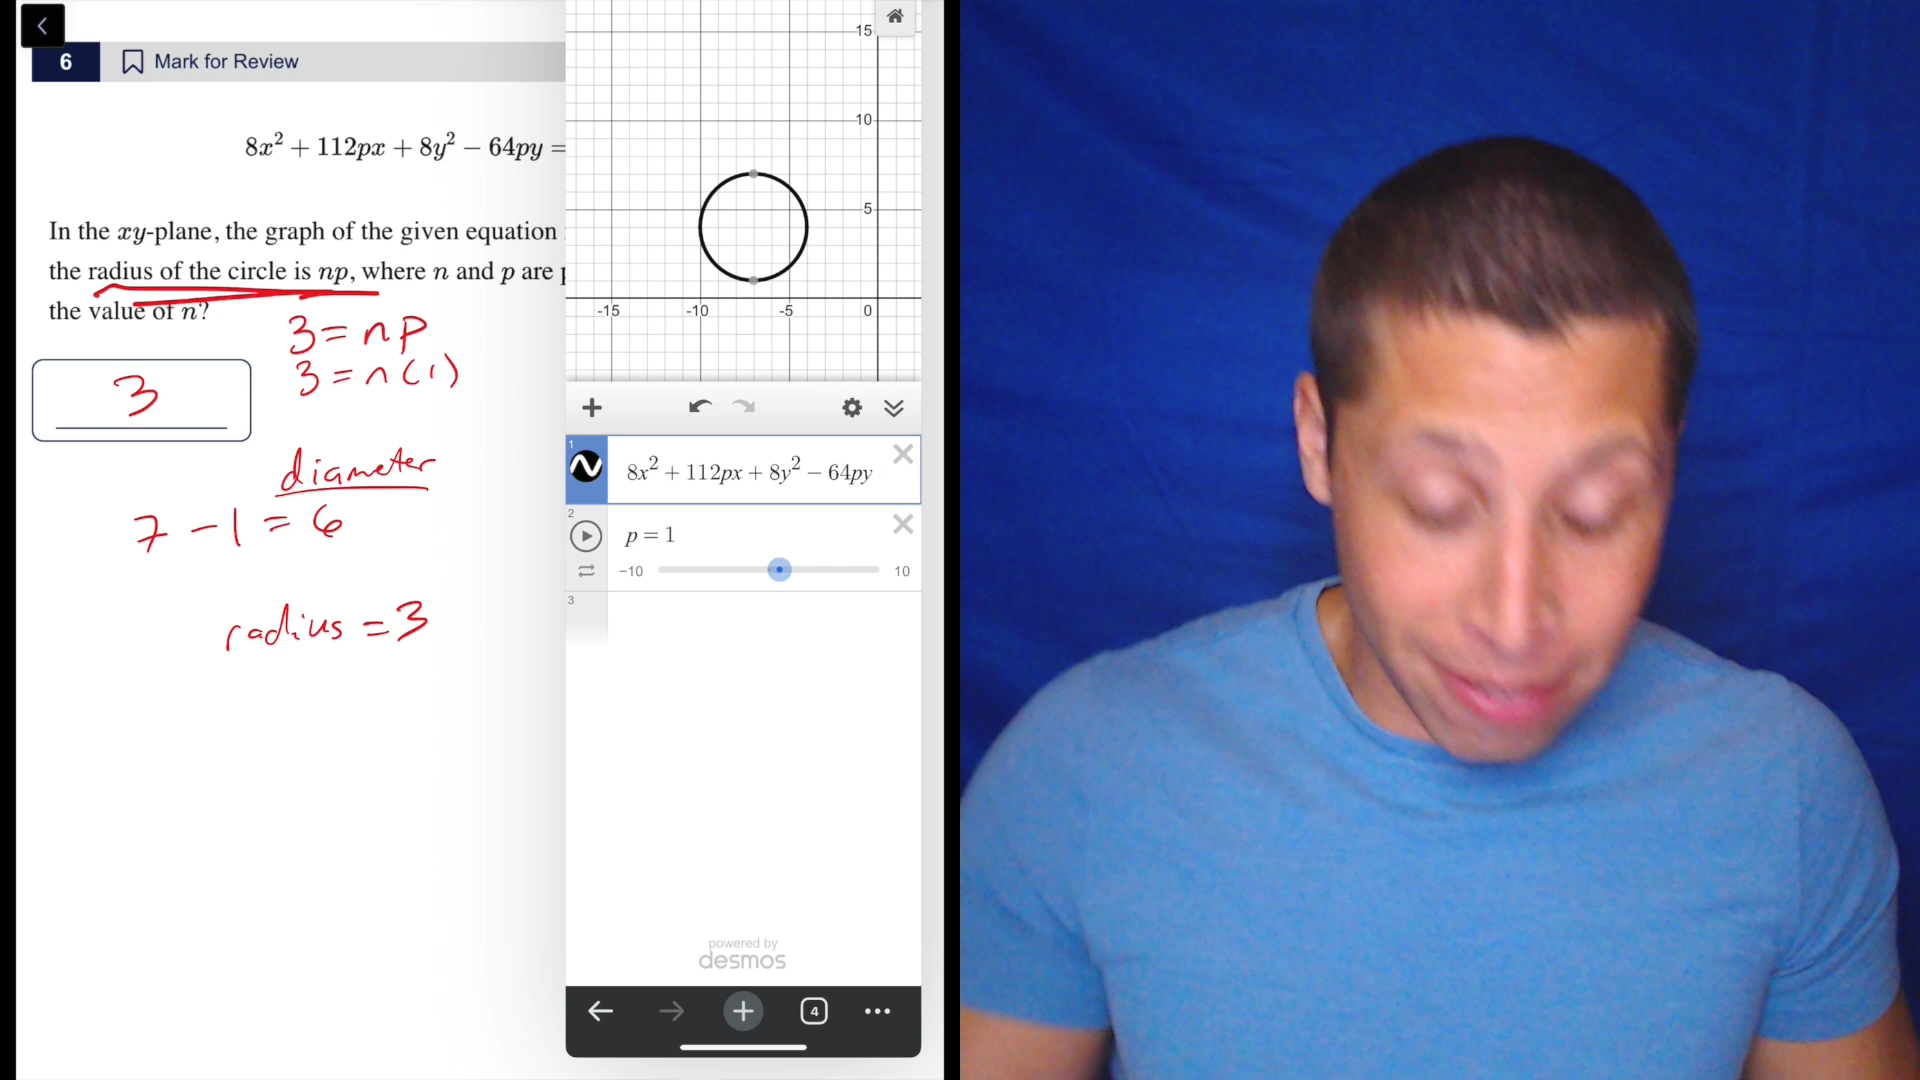 6 Mark for Review
8x² + 112px + 8y² − 64py =
In the xy-plane, the graph of the given equation
the radius of the circle is np, where n and p are
the value of n?
3 = np
3 = n(1)
3
diameter
7 - 1 = 6
radius = 3
15
10
5
-15 -10 -5 0
1
8x² + 112px + 8y² − 64py
2
p = 1
−10 10
3
powered by
desmos
4